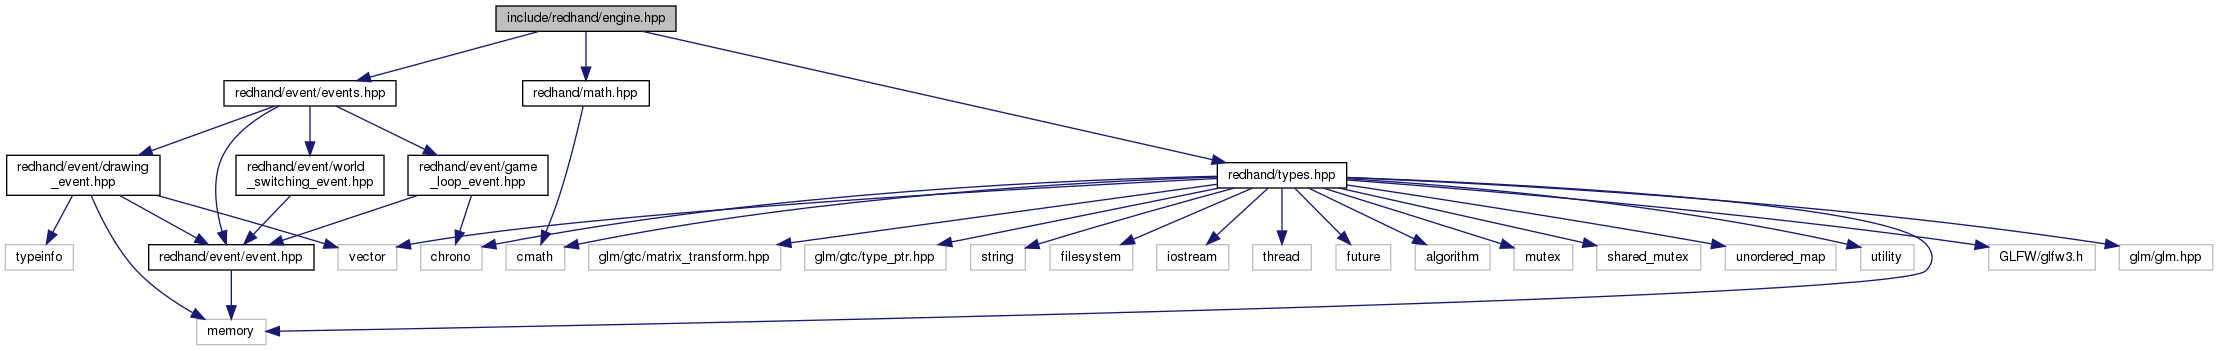 include/redhand/engine.hpp
redhand/event/events.hpp
redhand/math.hpp
redhand/event/drawing
_event.hpp
redhand/event/world
_switching_event.hpp
redhand/event/game
_loop_event.hpp
redhand/types.hpp
typeinfo
redhand/event/event.hpp
vector
chrono
cmath
glm/gtc/matrix_transform.hpp
glm/gtc/type_ptr.hpp
string
filesystem
iostream
thread
future
algorithm
mutex
shared_mutex
unordered_map
utility
GLFW/glfw3.h
glm/glm.hpp
memory